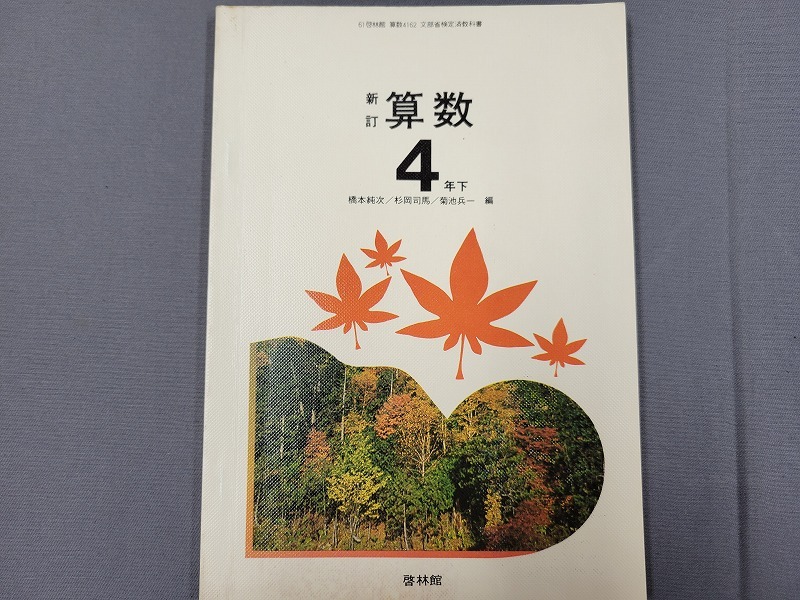 61啓林館 算数4152 文部省検定済教科書
新訂 算数
4年下
橋本純次／杉岡司馬／菊池兵一 編
啓林館